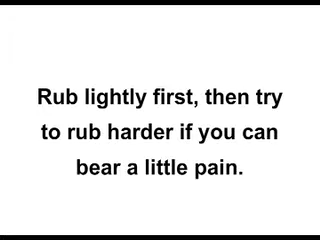 Rub lightly first, then try
to rub harder if you can
bear a little pain.